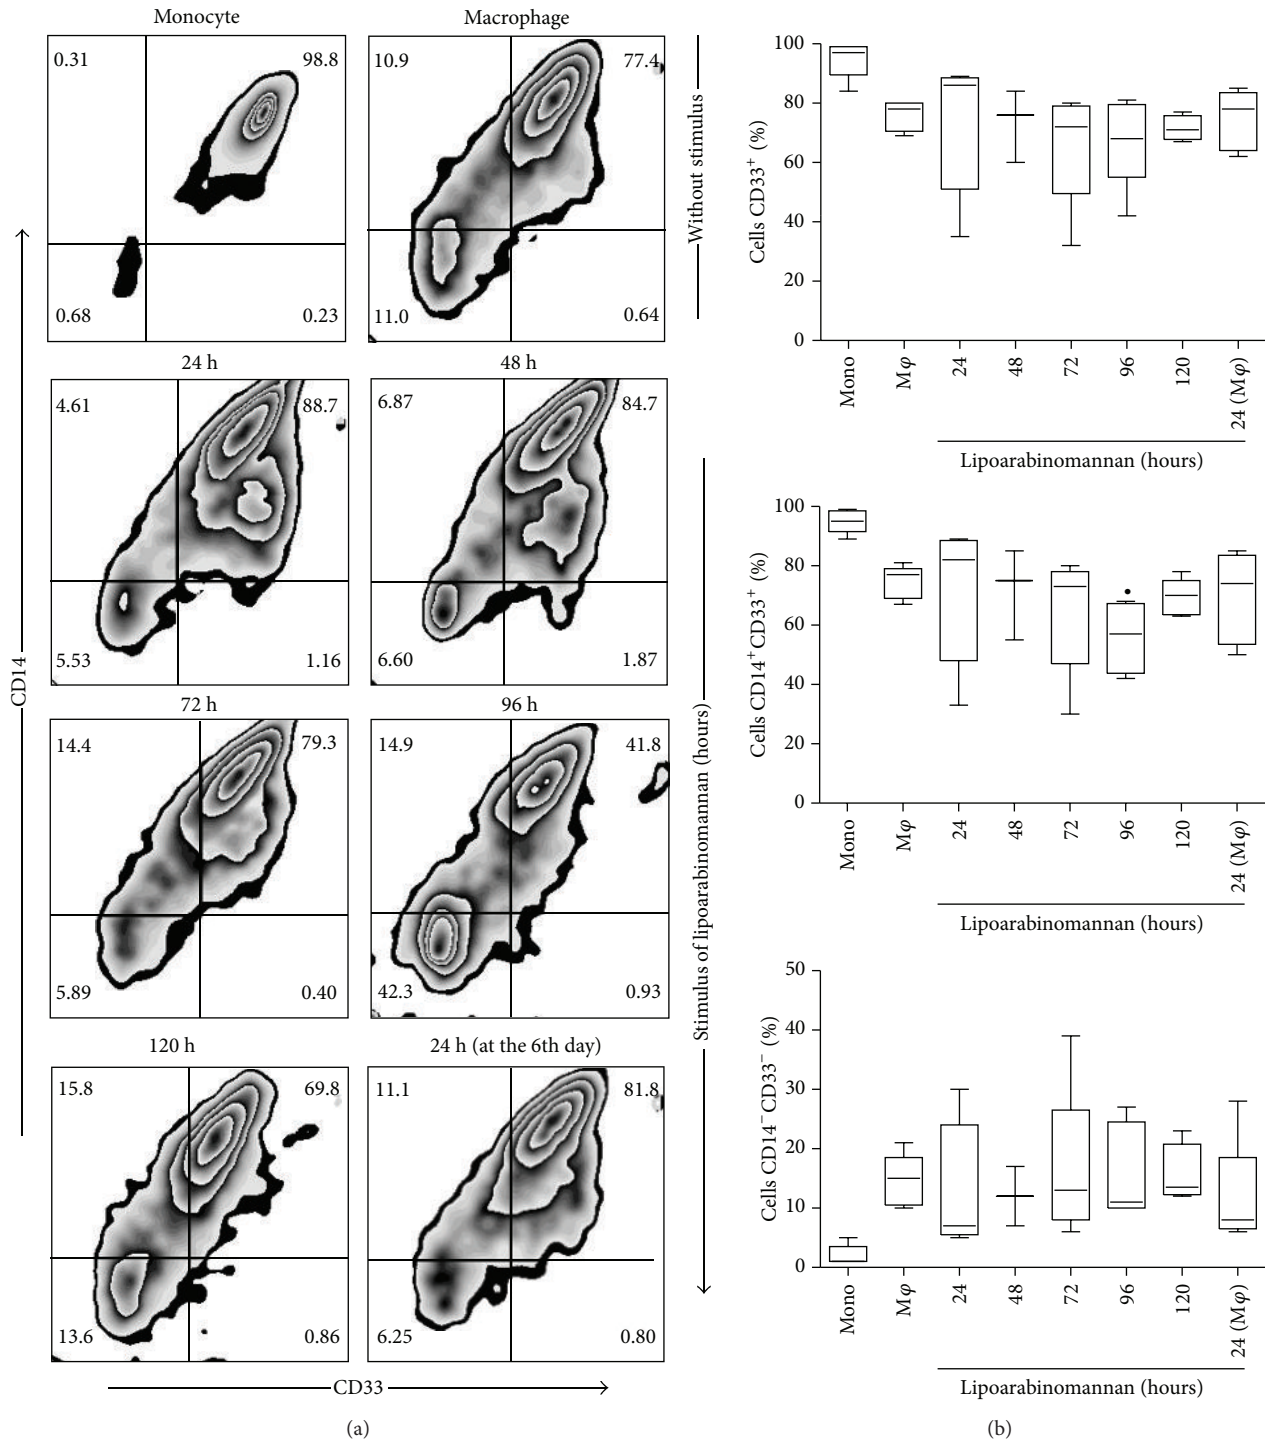 Monocyte
Macrophage
0.31
98.8
0.68
0.23
10.9
77.4
11.0
0.64
Without stimulus
24 h
48 h
4.61
88.7
5.53
1.16
6.87
84.7
6.60
1.87
72 h
96 h
14.4
79.3
5.89
0.40
14.9
41.8
42.3
0.93
120 h
24 h (at the 6th day)
15.8
69.8
13.6
0.86
11.1
81.8
6.25
0.80
CD14
CD33
Stimulus of lipoarabinomannan (hours)
(a)
Cells CD33⁺ (%)
100
80
60
40
20
0
Mono
Mφ
24
48
72
96
120
24 (Mφ)
Lipoarabinomannan (hours)
Cells CD14⁺CD33⁺ (%)
100
80
60
40
20
0
Mono
Mφ
24
48
72
96
120
24 (Mφ)
Lipoarabinomannan (hours)
Cells CD14⁻CD33⁻ (%)
50
40
30
20
10
0
Mono
Mφ
24
48
72
96
120
24 (Mφ)
Lipoarabinomannan (hours)
(b)